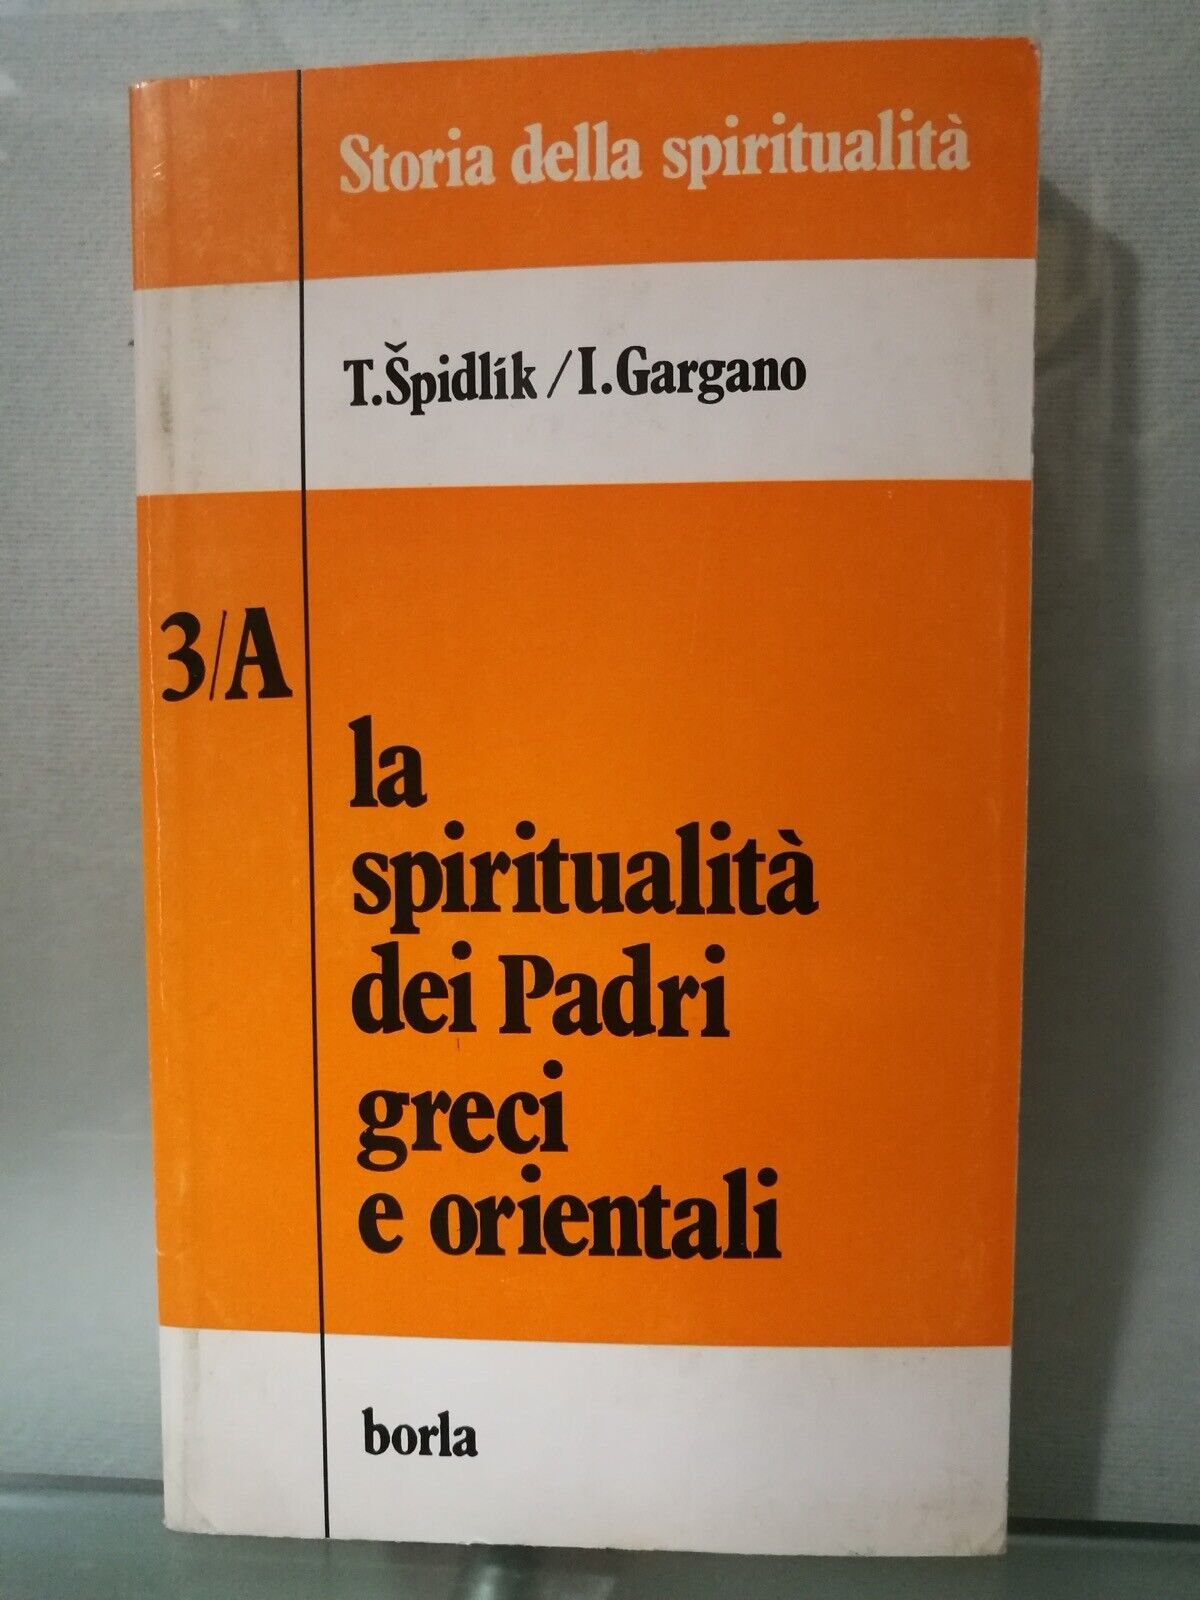 Storia della spiritualità
T. Špidlík / I. Gargano
3/A
la
spiritualità
dei Padri
greci
e orientali
borla